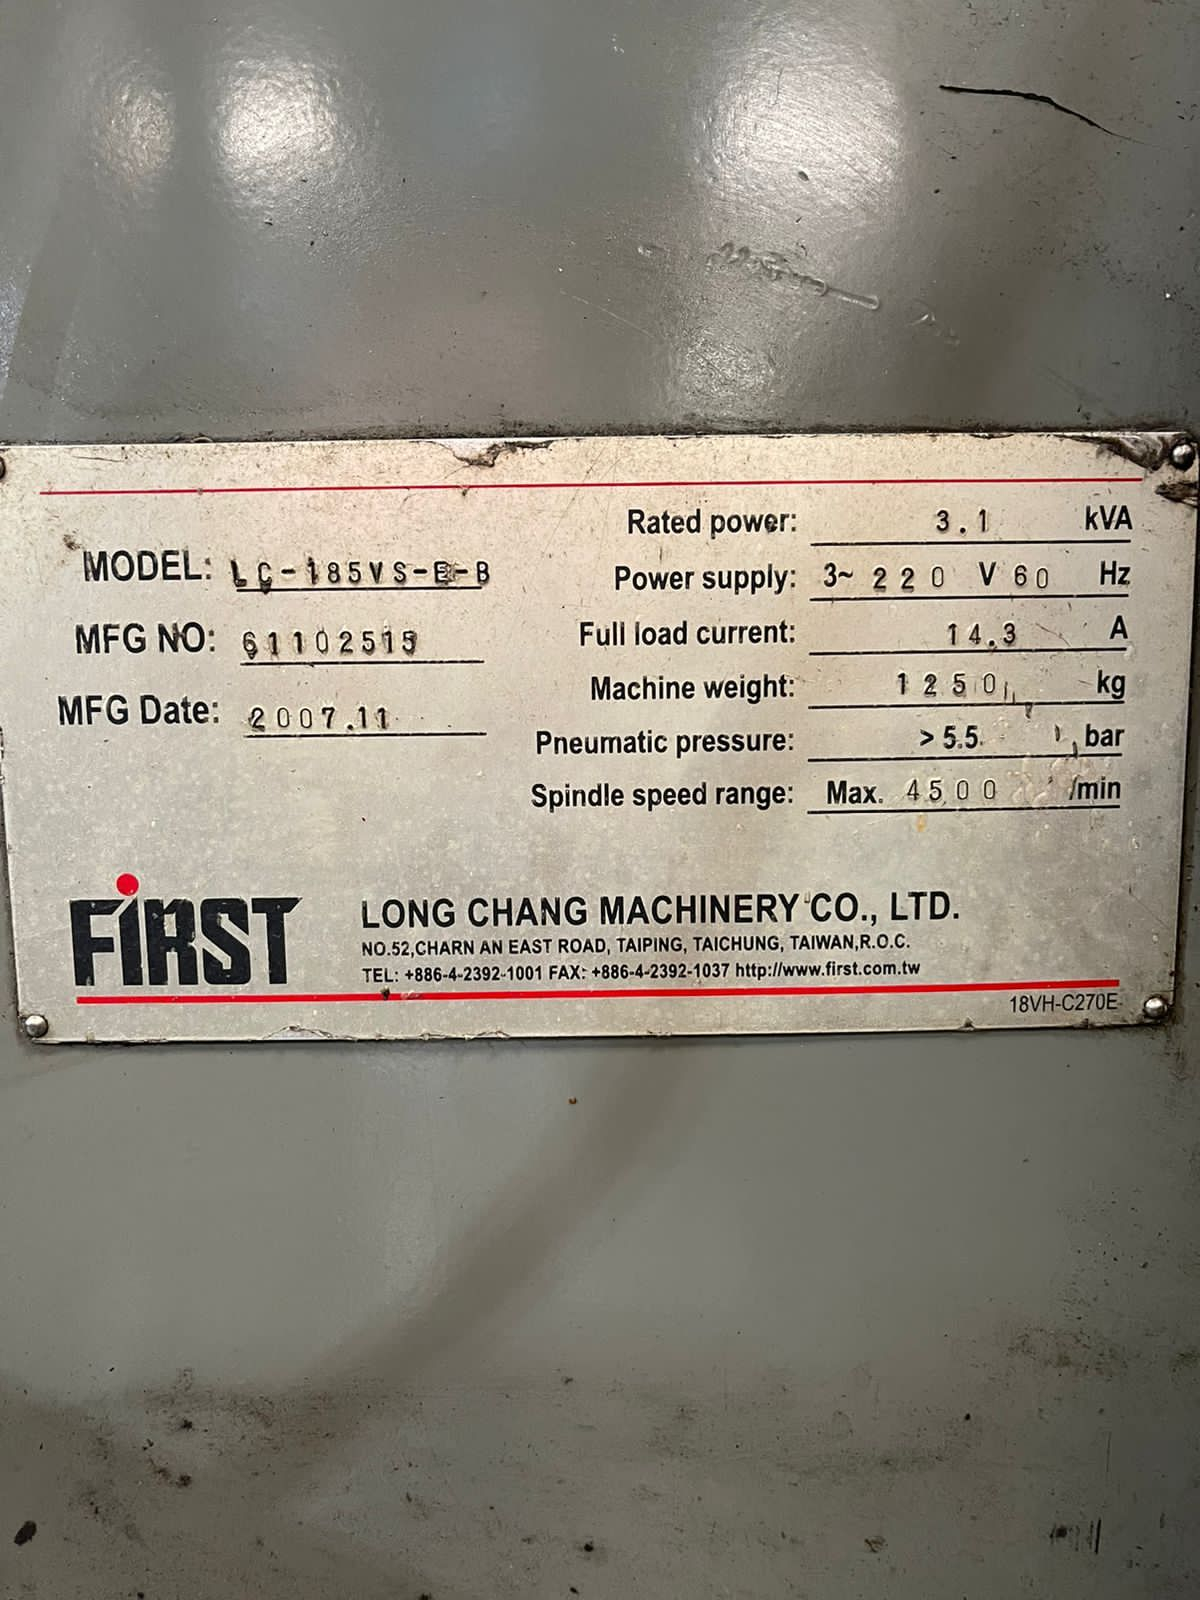 MODEL: LC-185VS-E-B
MFG NO: 61102515
MFG Date: 2007.11
Rated power: 3.1 kVA
Power supply: 3~ 220 V 60 Hz
Full load current: 14.3 A
Machine weight: 1250 kg
Pneumatic pressure: > 5.5 bar
Spindle speed range: Max. 4500 /min
FiRST
LONG CHANG MACHINERY CO., LTD.
NO.52,CHARN AN EAST ROAD, TAIPING, TAICHUNG, TAIWAN,R.O.C.
TEL: +886-4-2392-1001 FAX: +886-4-2392-1037 http://www.first.com.tw
18VH-C270E